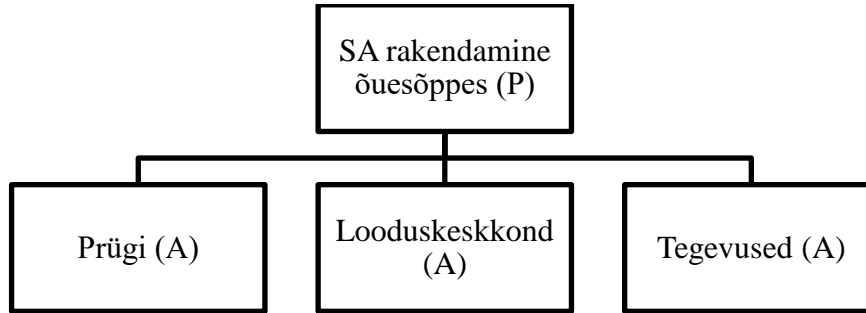 SA rakendamine
õuesõppes (P)
Prügi (A)
Looduskeskkond
(A)
Tegevused (A)